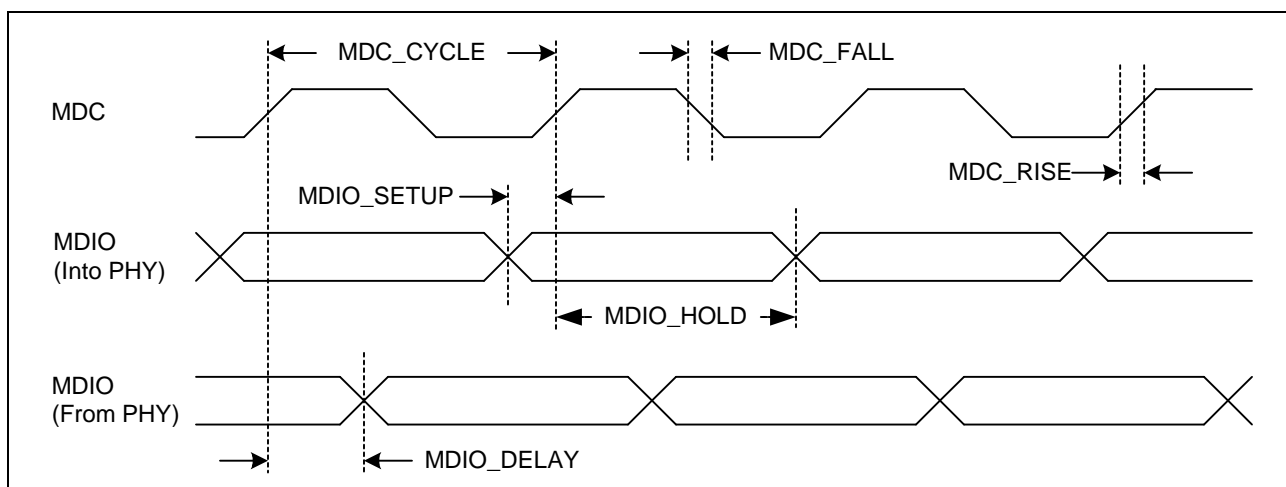 MDC_CYCLE
MDC_FALL
MDC
MDC_RISE
MDIO_SETUP
MDIO
(Into PHY)
MDIO_HOLD
MDIO
(From PHY)
MDIO_DELAY